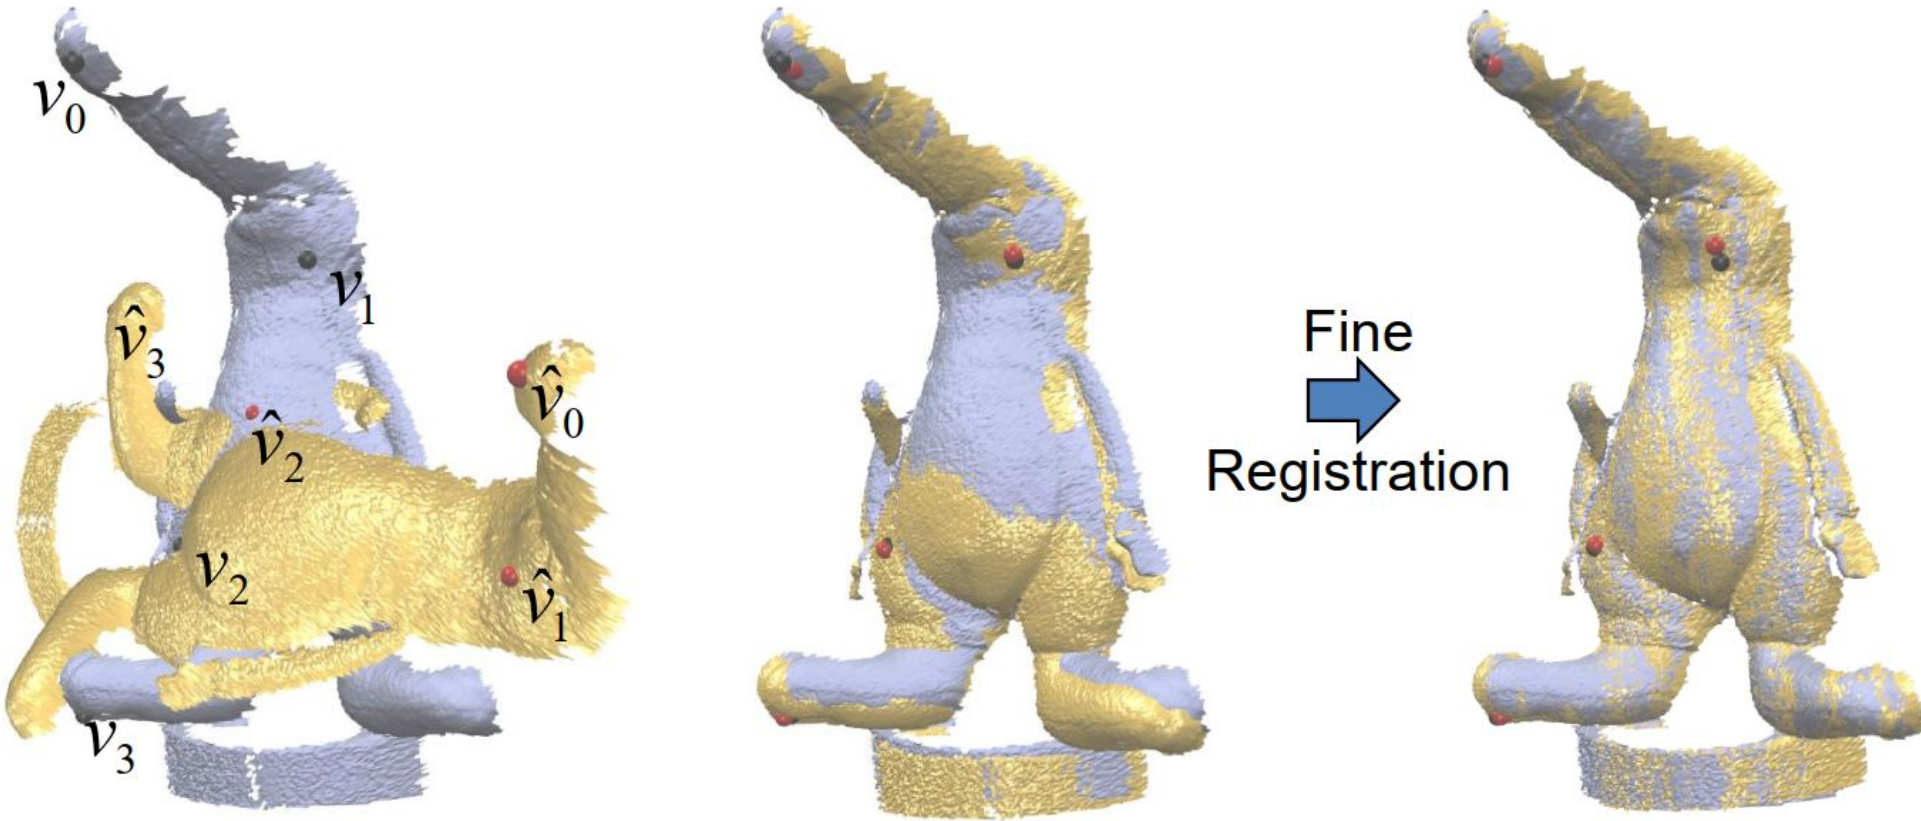 v₀
v₁
v̂₃
v̂₀
v̂₂
v₂
v̂₁
v₃
Fine
Registration